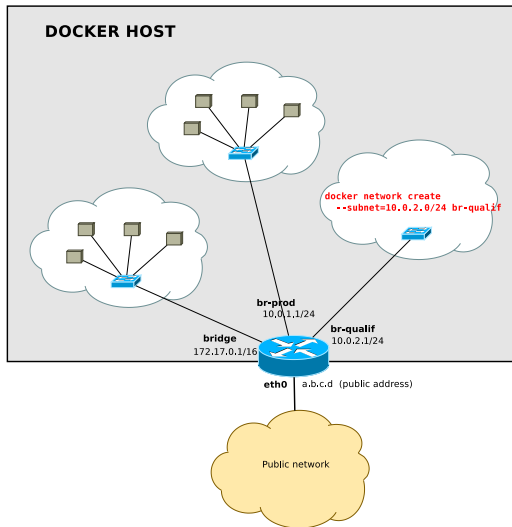 DOCKER HOST
docker network create
--subnet=10.0.2.0/24 br-qualif
br-prod
10.0.1.1/24
br-qualif
10.0.2.1/24
bridge
172.17.0.1/16
eth0 a.b.c.d (public address)
Public network